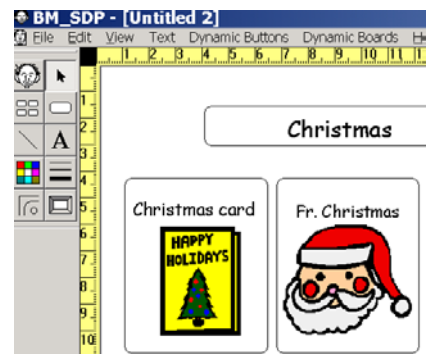 BM_SDP - [Untitled 2]
File Edit View Text Dynamic Buttons Dynamic Boards
1 2 3 4 5 6 7 8 9 10 11
1
2
3
4
5
6
7
8
9
10
A
Christmas
Christmas card
Fr. Christmas
HAPPY
HOLIDAYS